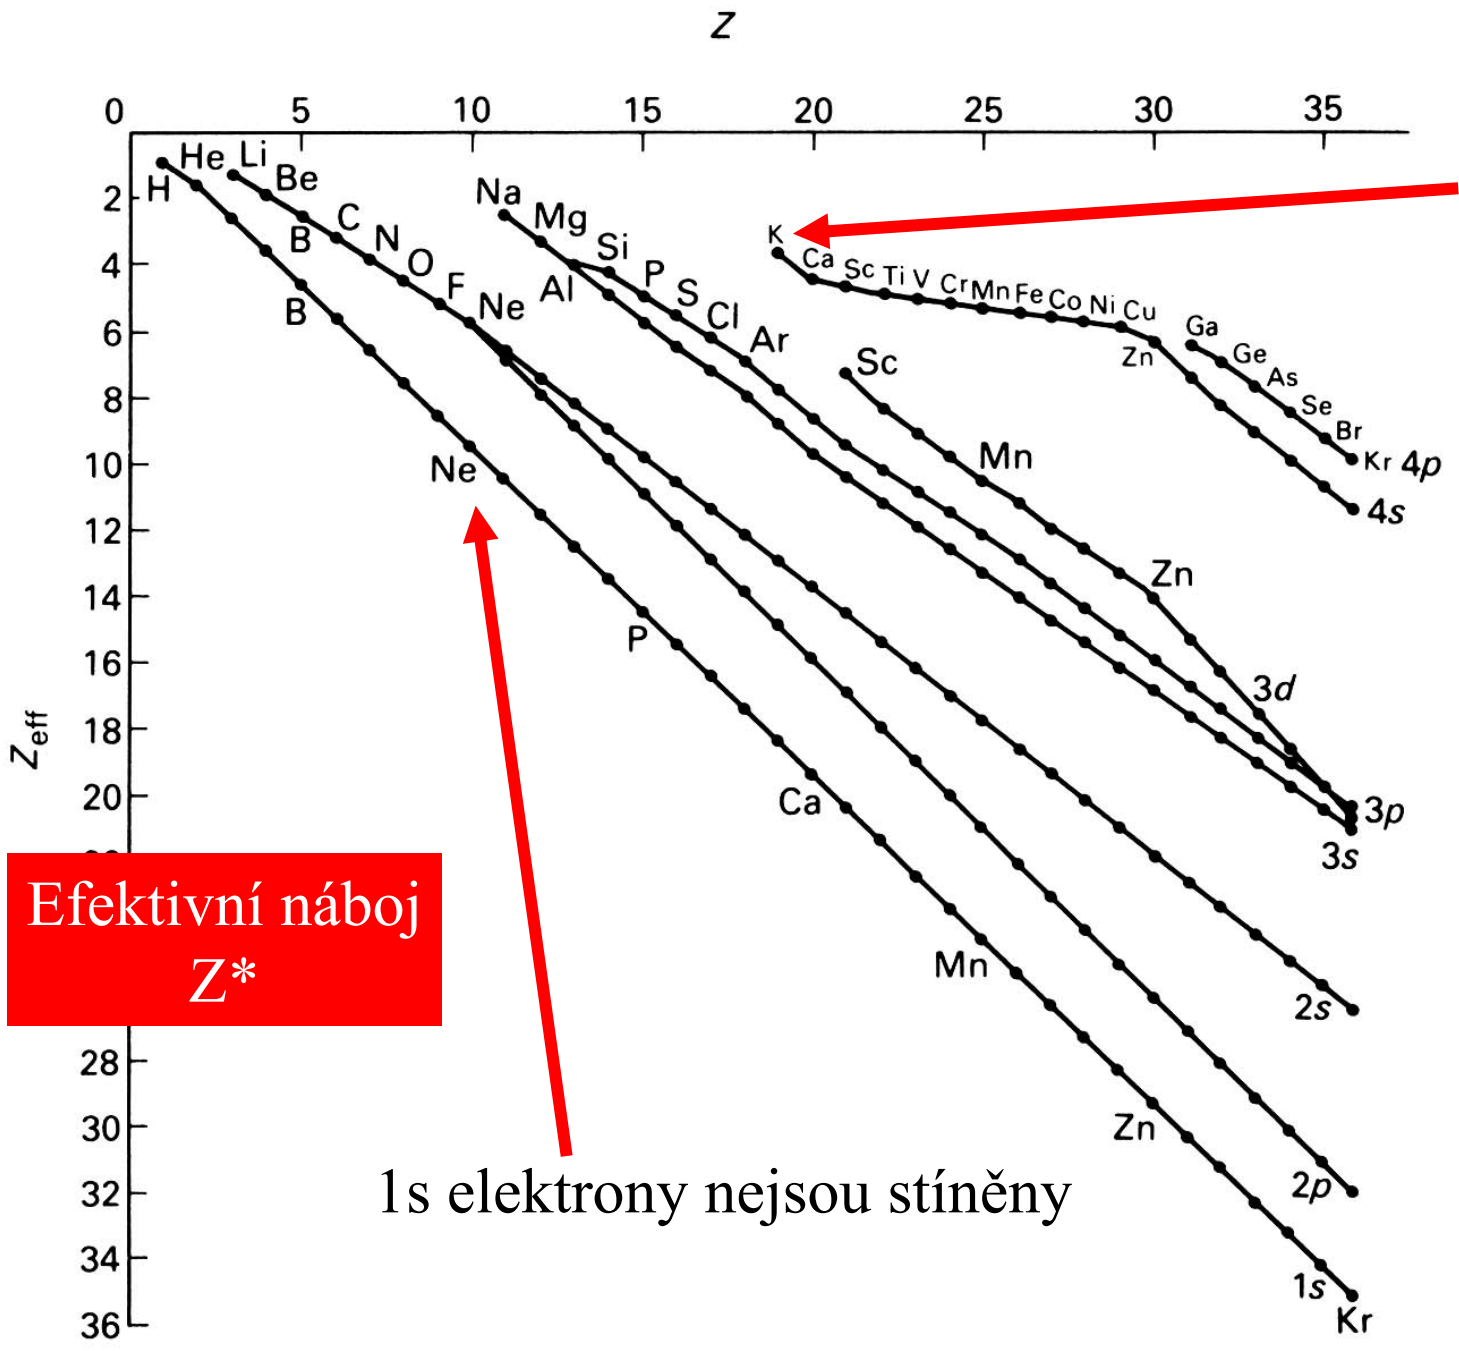 Z
0 5 10 15 20 25 30 35
H He Li Be B C N O F Ne
Na Mg Al Si P S Cl Ar
K Ca Sc Ti V Cr Mn Fe Co Ni Cu Zn
Ga Ge As Se Br Kr 4p
4s
Sc Mn Zn 3d
3p
3s
2s
2p
B Ne P Ca Mn Zn 1s Kr
2
4
6
8
10
12
14
16
18
20
28
30
32
34
36
Zeff
Efektivní náboj
Z*
1s elektrony nejsou stíněny